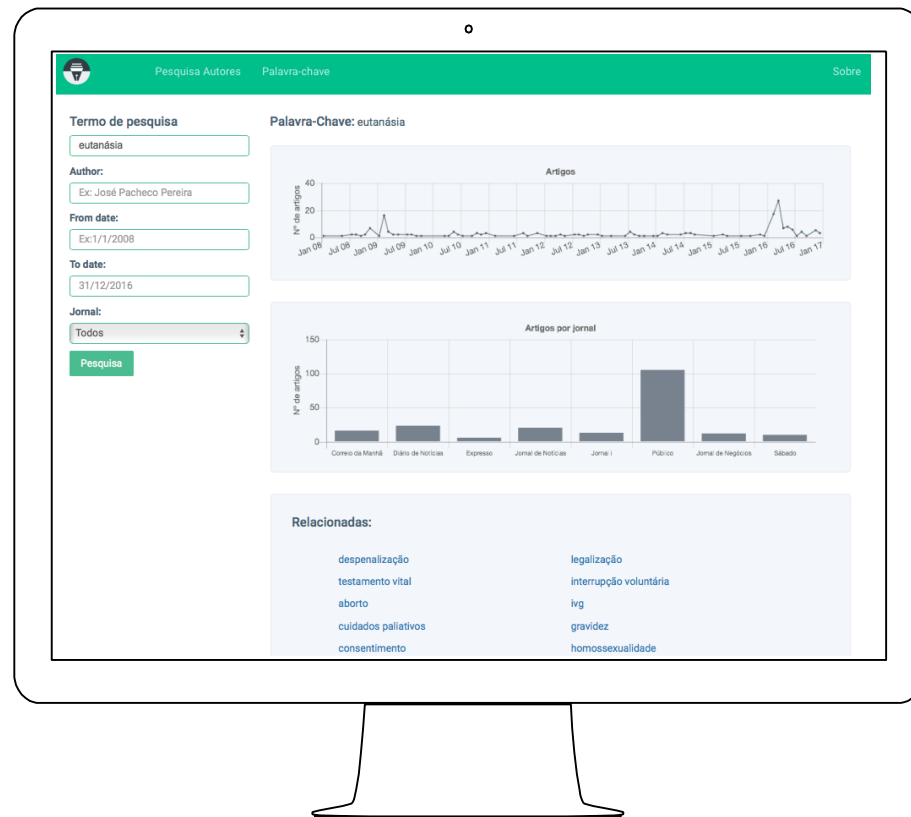 Pesquisa Autores Palavra-chave Sobre
Termo de pesquisa
eutanásia
Author:
Ex: José Pacheco Pereira
From date:
Ex:1/1/2008
To date:
31/12/2016
Jornal:
Todos
Pesquisa
Palavra-Chave: eutanásia
Artigos
Nº de artigos
40
20
0
Jan 08 Jul 08 Jan 09 Jul 09 Jan 10 Jul 10 Jan 11 Jul 11 Jan 12 Jul 12 Jan 13 Jul 13 Jan 14 Jul 14 Jan 15 Jul 15 Jan 16 Jul 16 Jan 17
Artigos por jornal
Nº de artigos
150
100
50
0
Correio da Manhã Diário de Notícias Expresso Jornal de Notícias Jornal i Público Jornal de Negócios Sábado
Relacionadas:
despenalização legalização
testamento vital interrupção voluntária
aborto ivg
cuidados paliativos gravidez
consentimento homossexualidade